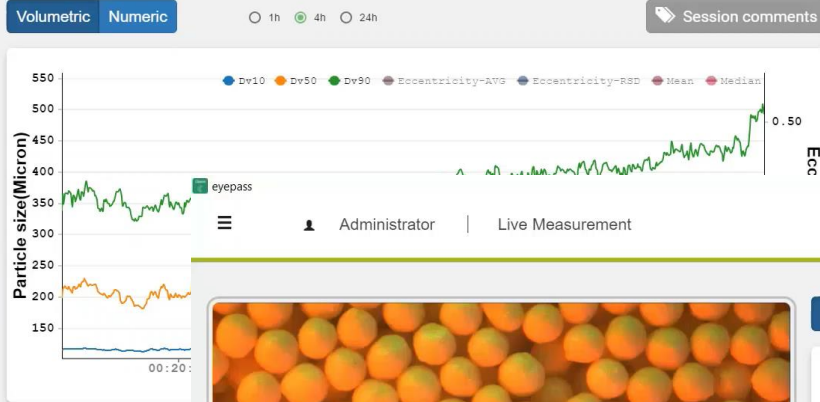 Volumetric Numeric 1h 4h 24h Session comments
Dv10 Dv50 Dv90 Eccentricity-AVG Eccentricity-RSD Mean Median
Particle size(Micron)
550
500
450
400
350
300
250
200
150
0.50
Ecc
00:20:
eyepass
Administrator | Live Measurement